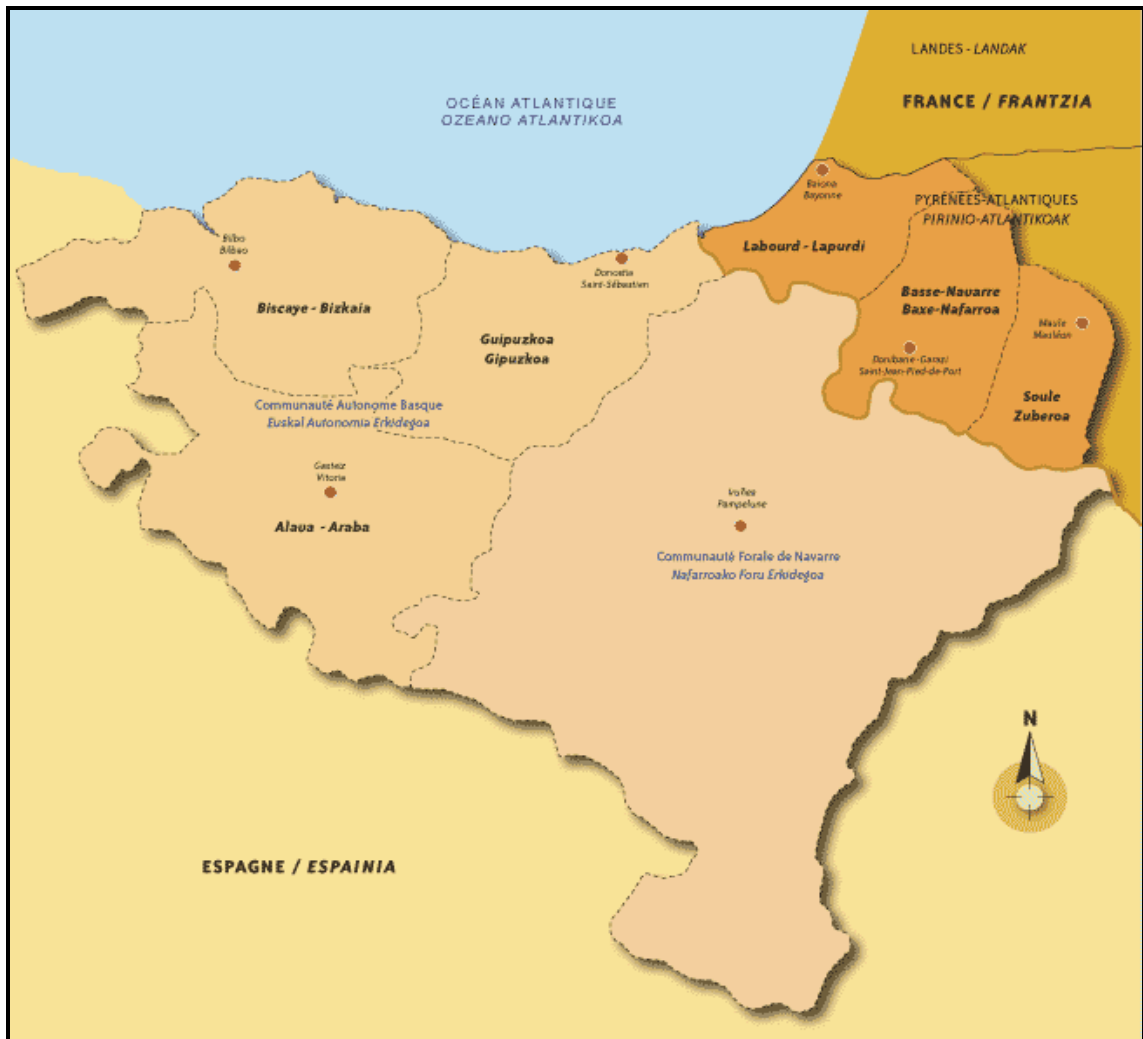 LANDES - LANDAK
FRANCE / FRANTZIA
OCÉAN ATLANTIQUE
OZEANO ATLANTIKOA
Baiona
Bayonne
PYRÉNÉES-ATLANTIQUES
PIRINIO-ATLANTIKOAK
Bilbo
Bilbao
Labourd - Lapurdi
Donostia
Saint-Sébastien
Biscaye - Bizkaia
Basse-Navarre
Baxe-Nafarroa
Guipuzkoa
Gipuzkoa
Maule
Mauléon
Donibane-Garazi
Saint-Jean-Pied-de-Port
Soule
Zuberoa
Communauté Autonome Basque
Euskal Autonomia Erkidegoa
Gasteiz
Vitoria
Alava - Araba
Iruñea
Pampelune
Communauté Forale de Navarre
Nafarroako Foru Erkidegoa
N
ESPAGNE / ESPAINIA